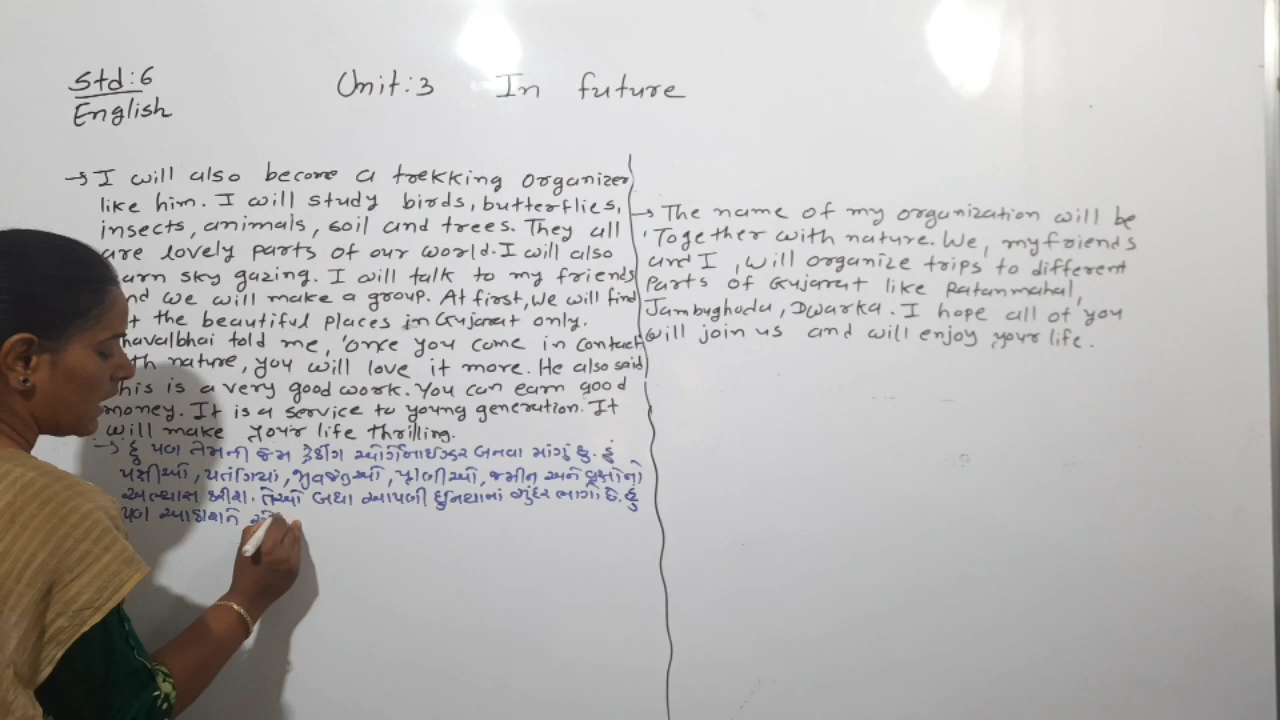 Std:6
English
Unit:3 In future
→ I will also become a trekking organizer
like him. I will study birds, butterflies,
insects, animals, soil and trees. They all
are lovely parts of our world. I will also
arn sky gazing. I will talk to my friends
nd we will make a group. At first, we will find
t the beautiful places in Gujarat only.
havalbhai told me, 'once you come in contact
th nature, you will love it more. He also said
his is a very good work. You can earn good
money. It is a service to young generation. It
will make your life thrilling.
→ હું પણ તેમની જેમ ટ્રેકીંગ ઓર્ગેનાઇઝર બનવા માંગું છુ. હું
પક્ષીઓ, પતંગિયાં, જીવજંતુઓ, પ્રાણીઓ, જમીન અને વૃક્ષોનો
અભ્યાસ કરીશ. તેઓ બધા આપણી દુનિયાનાં સુંદર ભાગો છે. હું
પણ આકાશને
→ The name of my organization will be
'Together with nature. We, my friends
and I, will organize trips to different
Parts of Gujarat like Ratanmahal,
Jambughoda, Dwarka. I hope all of you
will join us and will enjoy your life.